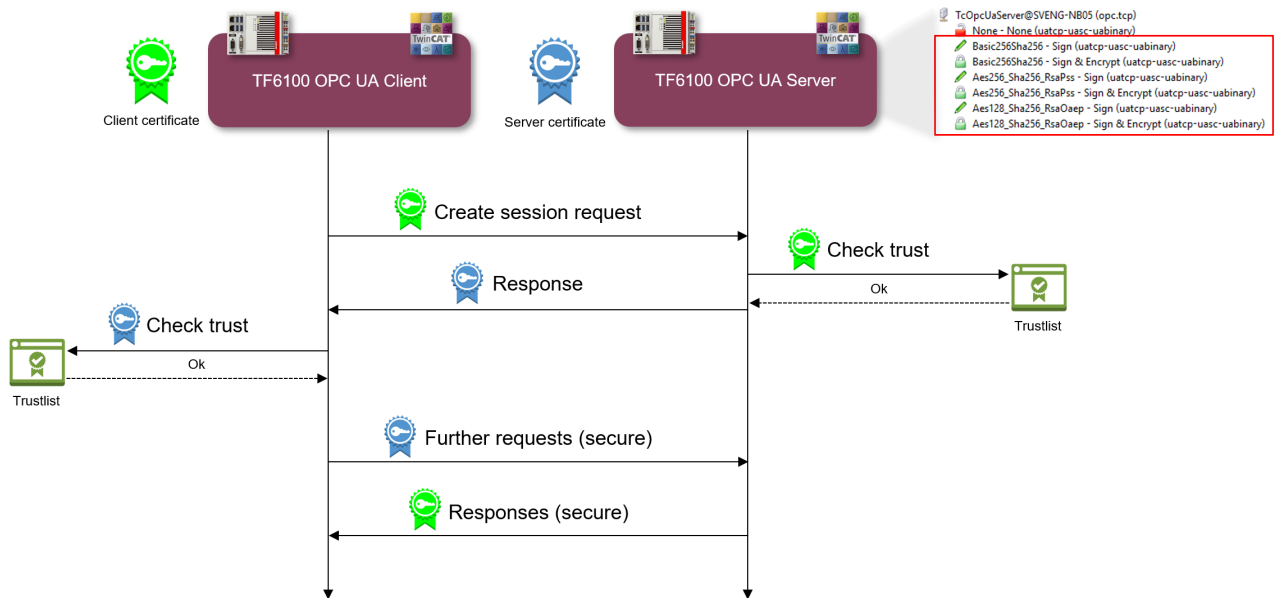 TwinCAT
TF6100 OPC UA Client
Client certificate
TwinCAT
TF6100 OPC UA Server
Server certificate
TcOpcUaServer@SVENG-NB05 (opc.tcp)
None - None (uatcp-uasc-uabinary)
Basic256Sha256 - Sign (uatcp-uasc-uabinary)
Basic256Sha256 - Sign & Encrypt (uatcp-uasc-uabinary)
Aes256_Sha256_RsaPss - Sign (uatcp-uasc-uabinary)
Aes256_Sha256_RsaPss - Sign & Encrypt (uatcp-uasc-uabinary)
Aes128_Sha256_RsaOaep - Sign (uatcp-uasc-uabinary)
Aes128_Sha256_RsaOaep - Sign & Encrypt (uatcp-uasc-uabinary)
Create session request
Check trust
Ok
Trustlist
Response
Check trust
Ok
Trustlist
Further requests (secure)
Responses (secure)